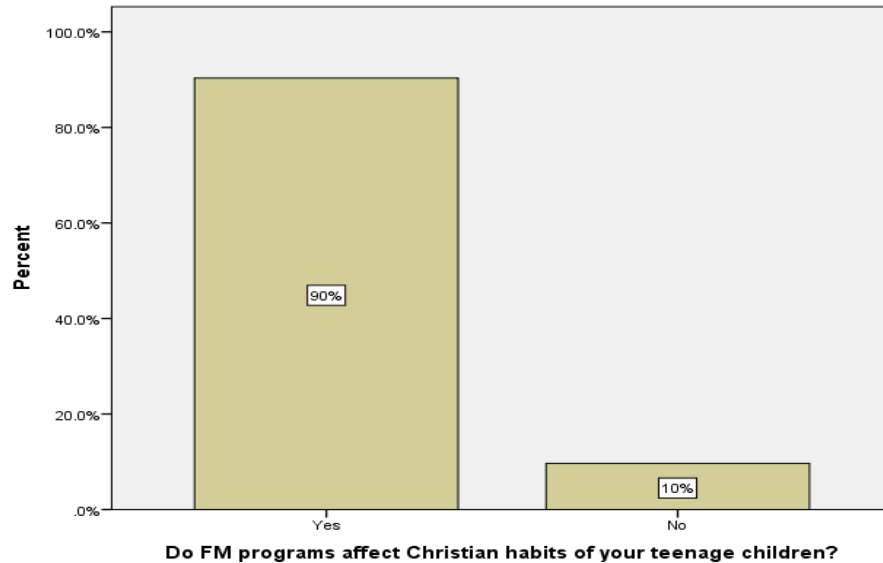 100.0%
80.0%
60.0%
40.0%
20.0%
.0%
Percent
90%
10%
Yes No
Do FM programs affect Christian habits of your teenage children?